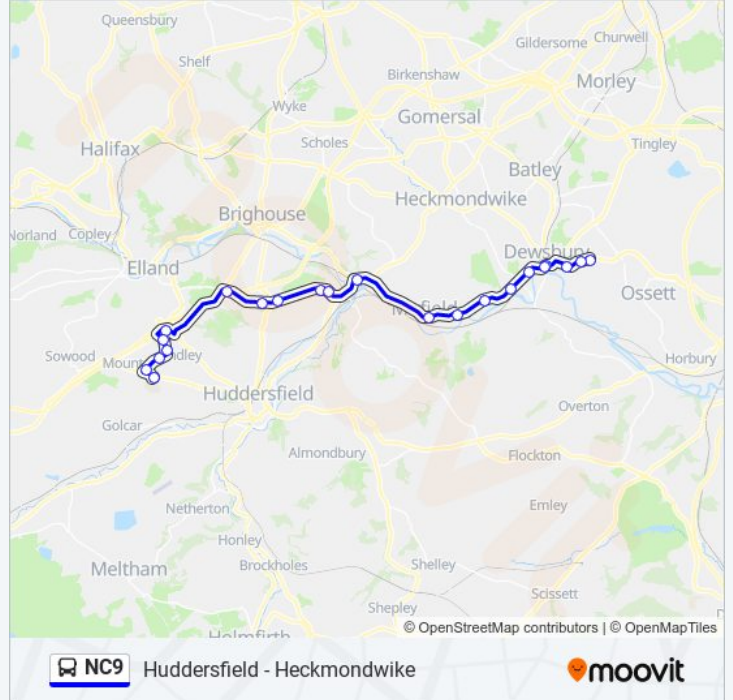 Queensbury
Gildersome
Churwell
Shelf
Birkenshaw
Morley
Wyke
Gomersal
Scholes
Tingley
Halifax
Batley
Heckmondwike
Brighouse
Norland
Copley
Dewsbury
Elland
Ossett
Mirfield
Sowood
Horbury
Huddersfield
Overton
Golcar
Almondbury
Flockton
Emley
Netherton
Honley
Meltham
Brockholes
Shelley
Scissett
Shepley
© OpenStreetMap contributors | © OpenMapTiles
Holmfirth
NC9
Huddersfield - Heckmondwike
moovit